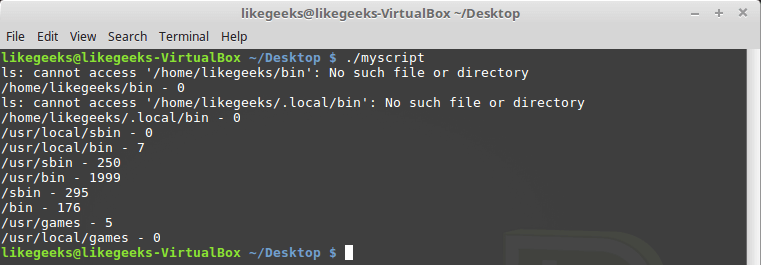 likegeeks@likegeeks-VirtualBox ~/Desktop
File Edit View Search Terminal Help
likegeeks@likegeeks-VirtualBox ~/Desktop $ ./myscript
ls: cannot access '/home/likegeeks/bin': No such file or directory
/home/likegeeks/bin - 0
ls: cannot access '/home/likegeeks/.local/bin': No such file or directory
/home/likegeeks/.local/bin - 0
/usr/local/sbin - 0
/usr/local/bin - 7
/usr/sbin - 250
/usr/bin - 1999
/sbin - 295
/bin - 176
/usr/games - 5
/usr/local/games - 0
likegeeks@likegeeks-VirtualBox ~/Desktop $